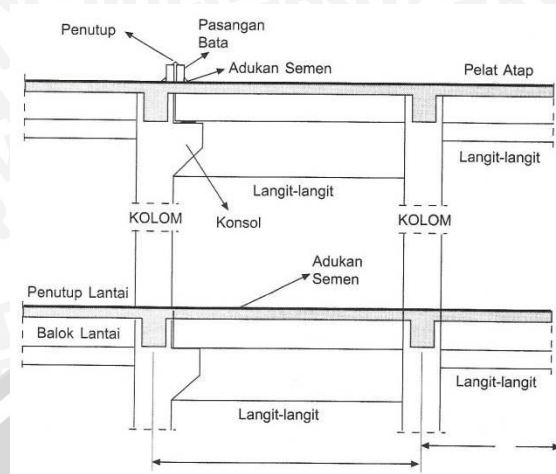 Penutup
Pasangan
Bata
Adukan Semen
Pelat Atap
Langit-langit
Langit-langit
KOLOM
Konsol
KOLOM
Adukan
Semen
Penutup Lantai
Balok Lantai
Langit-langit
Langit-langit